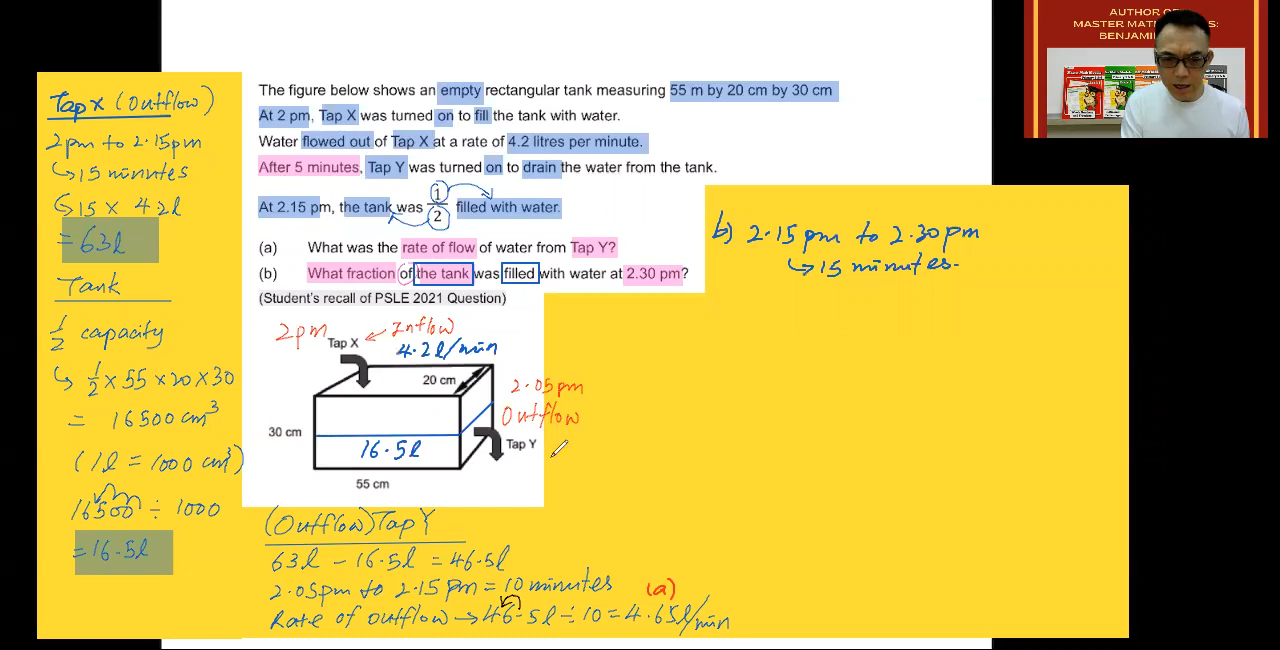 AUTHOR OF
MASTER MATH S:
BENJAMI
Tap X (Outflow)
2pm to 2.15pm
↳ 15 minutes
↳ 15 x 4.2l
= 63l
Tank
1/2 capacity
↳ 1/2 x 55 x 20 x 30
= 16500 cm³
(1l = 1000 cm³)
16500 ÷ 1000
= 16.5l
The figure below shows an empty rectangular tank measuring 55 m by 20 cm by 30 cm
At 2 pm, Tap X was turned on to fill the tank with water.
Water flowed out of Tap X at a rate of 4.2 litres per minute.
After 5 minutes, Tap Y was turned on to drain the water from the tank.
At 2.15 pm, the tank was 1/2 filled with water.
(a) What was the rate of flow of water from Tap Y?
(b) What fraction of the tank was filled with water at 2.30 pm?
(Student's recall of PSLE 2021 Question)
2pm
Inflow
Tap X
4.2l/min
20 cm
2.05pm
Outflow
30 cm
16.5l
Tap Y
55 cm
(Outflow) Tap Y
63l - 16.5l = 46.5l
2.05pm to 2.15pm = 10 minutes (a)
Rate of outflow → 46.5l ÷ 10 = 4.65l/min
b) 2.15pm to 2.30pm
↳ 15 minutes